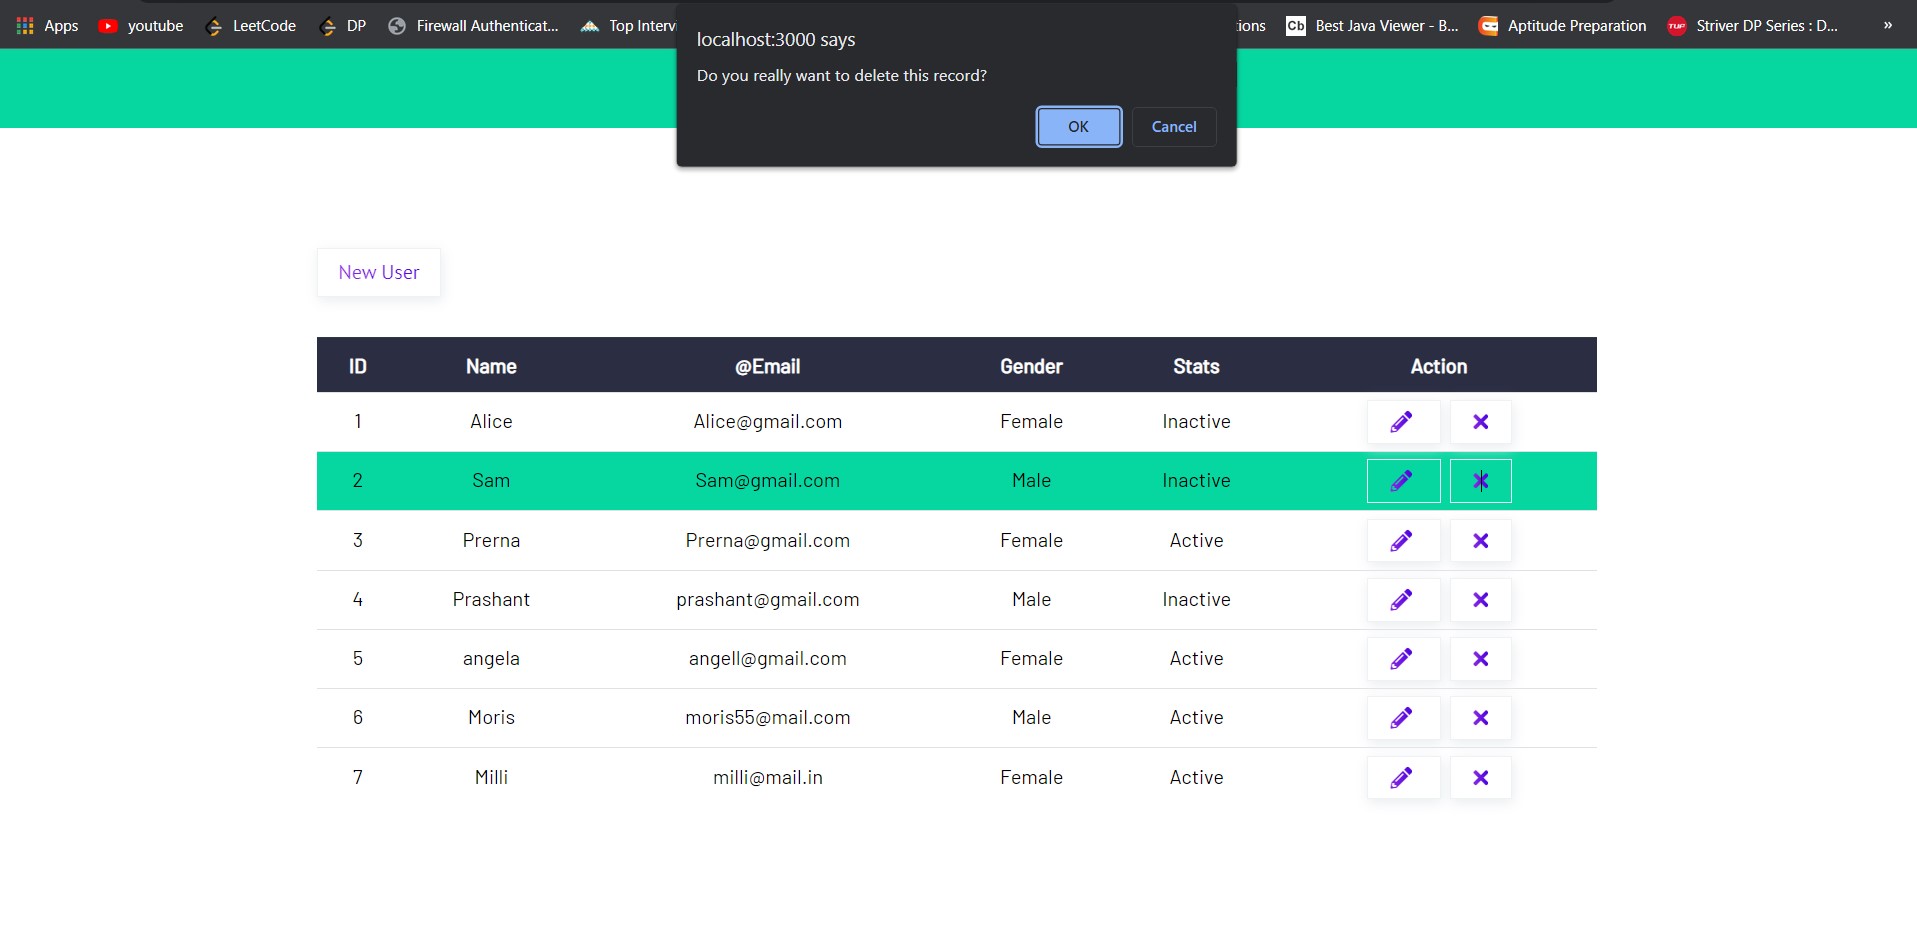 Apps youtube LeetCode DP Firewall Authenticat... Top Intervi tions Cb Best Java Viewer - B... Aptitude Preparation TUF Striver DP Series : D... »
localhost:3000 says
Do you really want to delete this record?
OK Cancel
New User
ID Name @Email Gender Stats Action
1 Alice Alice@gmail.com Female Inactive
2 Sam Sam@gmail.com Male Inactive
3 Prerna Prerna@gmail.com Female Active
4 Prashant prashant@gmail.com Male Inactive
5 angela angell@gmail.com Female Active
6 Moris moris55@mail.com Male Active
7 Milli milli@mail.in Female Active